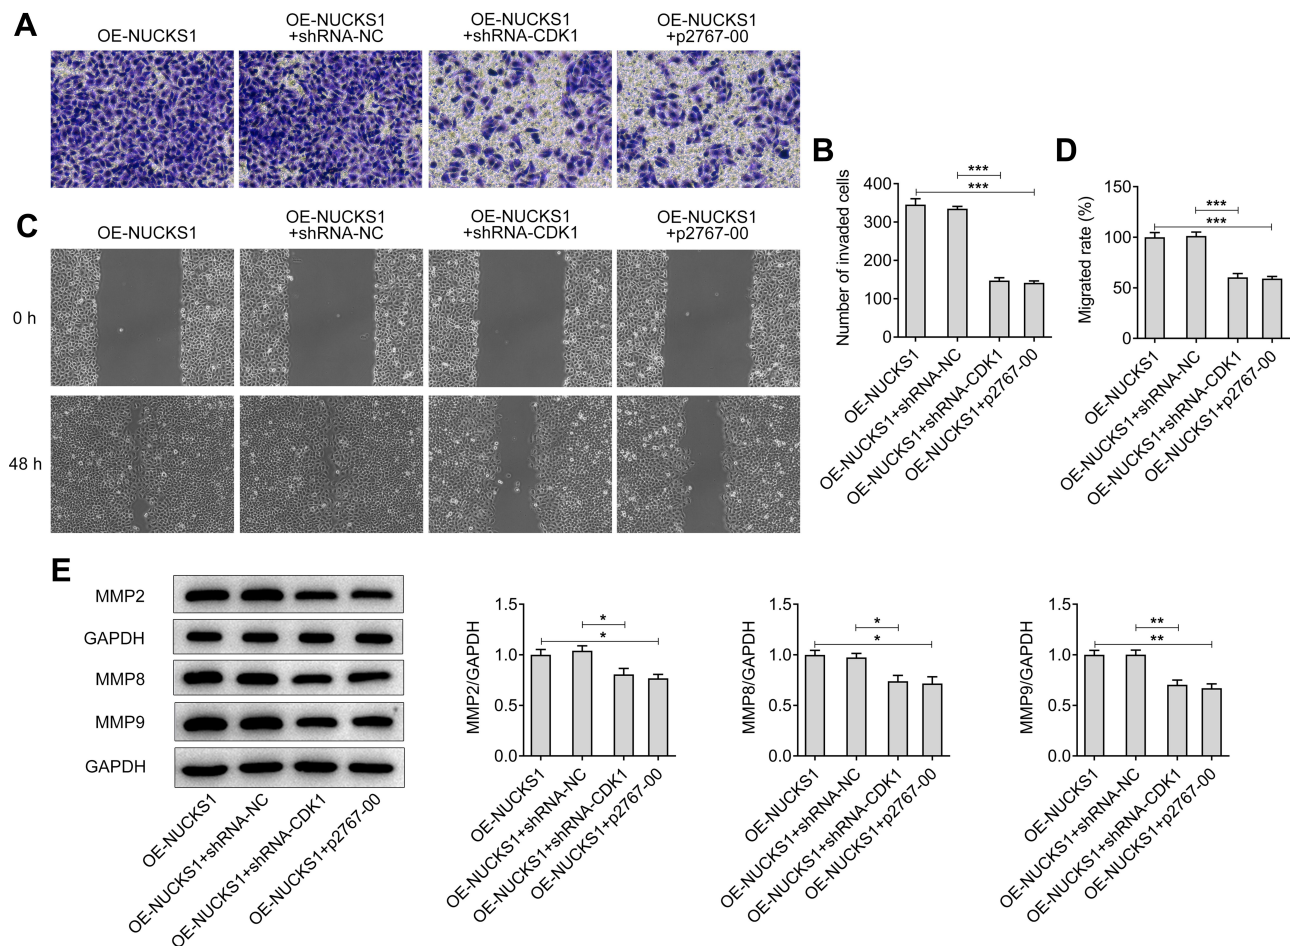 A
OE-NUCKS1
OE-NUCKS1
+shRNA-NC
OE-NUCKS1
+shRNA-CDK1
OE-NUCKS1
+p2767-00
B
Number of invaded cells
400
300
200
100
0
***
***
OE-NUCKS1
OE-NUCKS1+shRNA-NC
OE-NUCKS1+shRNA-CDK1
OE-NUCKS1+p2767-00
D
Migrated rate (%)
150
100
50
0
***
***
OE-NUCKS1
OE-NUCKS1+shRNA-NC
OE-NUCKS1+shRNA-CDK1
OE-NUCKS1+p2767-00
C
OE-NUCKS1
OE-NUCKS1
+shRNA-NC
OE-NUCKS1
+shRNA-CDK1
OE-NUCKS1
+p2767-00
0 h
48 h
E
MMP2
GAPDH
MMP8
MMP9
GAPDH
OE-NUCKS1
OE-NUCKS1+shRNA-NC
OE-NUCKS1+shRNA-CDK1
OE-NUCKS1+p2767-00
MMP2/GAPDH
1.5
1.0
0.5
0.0
*
*
OE-NUCKS1
OE-NUCKS1+shRNA-NC
OE-NUCKS1+shRNA-CDK1
OE-NUCKS1+p2767-00
MMP8/GAPDH
1.5
1.0
0.5
0.0
*
*
OE-NUCKS1
OE-NUCKS1+shRNA-NC
OE-NUCKS1+shRNA-CDK1
OE-NUCKS1+p2767-00
MMP9/GAPDH
1.5
1.0
0.5
0.0
**
**
OE-NUCKS1
OE-NUCKS1+shRNA-NC
OE-NUCKS1+shRNA-CDK1
OE-NUCKS1+p2767-00